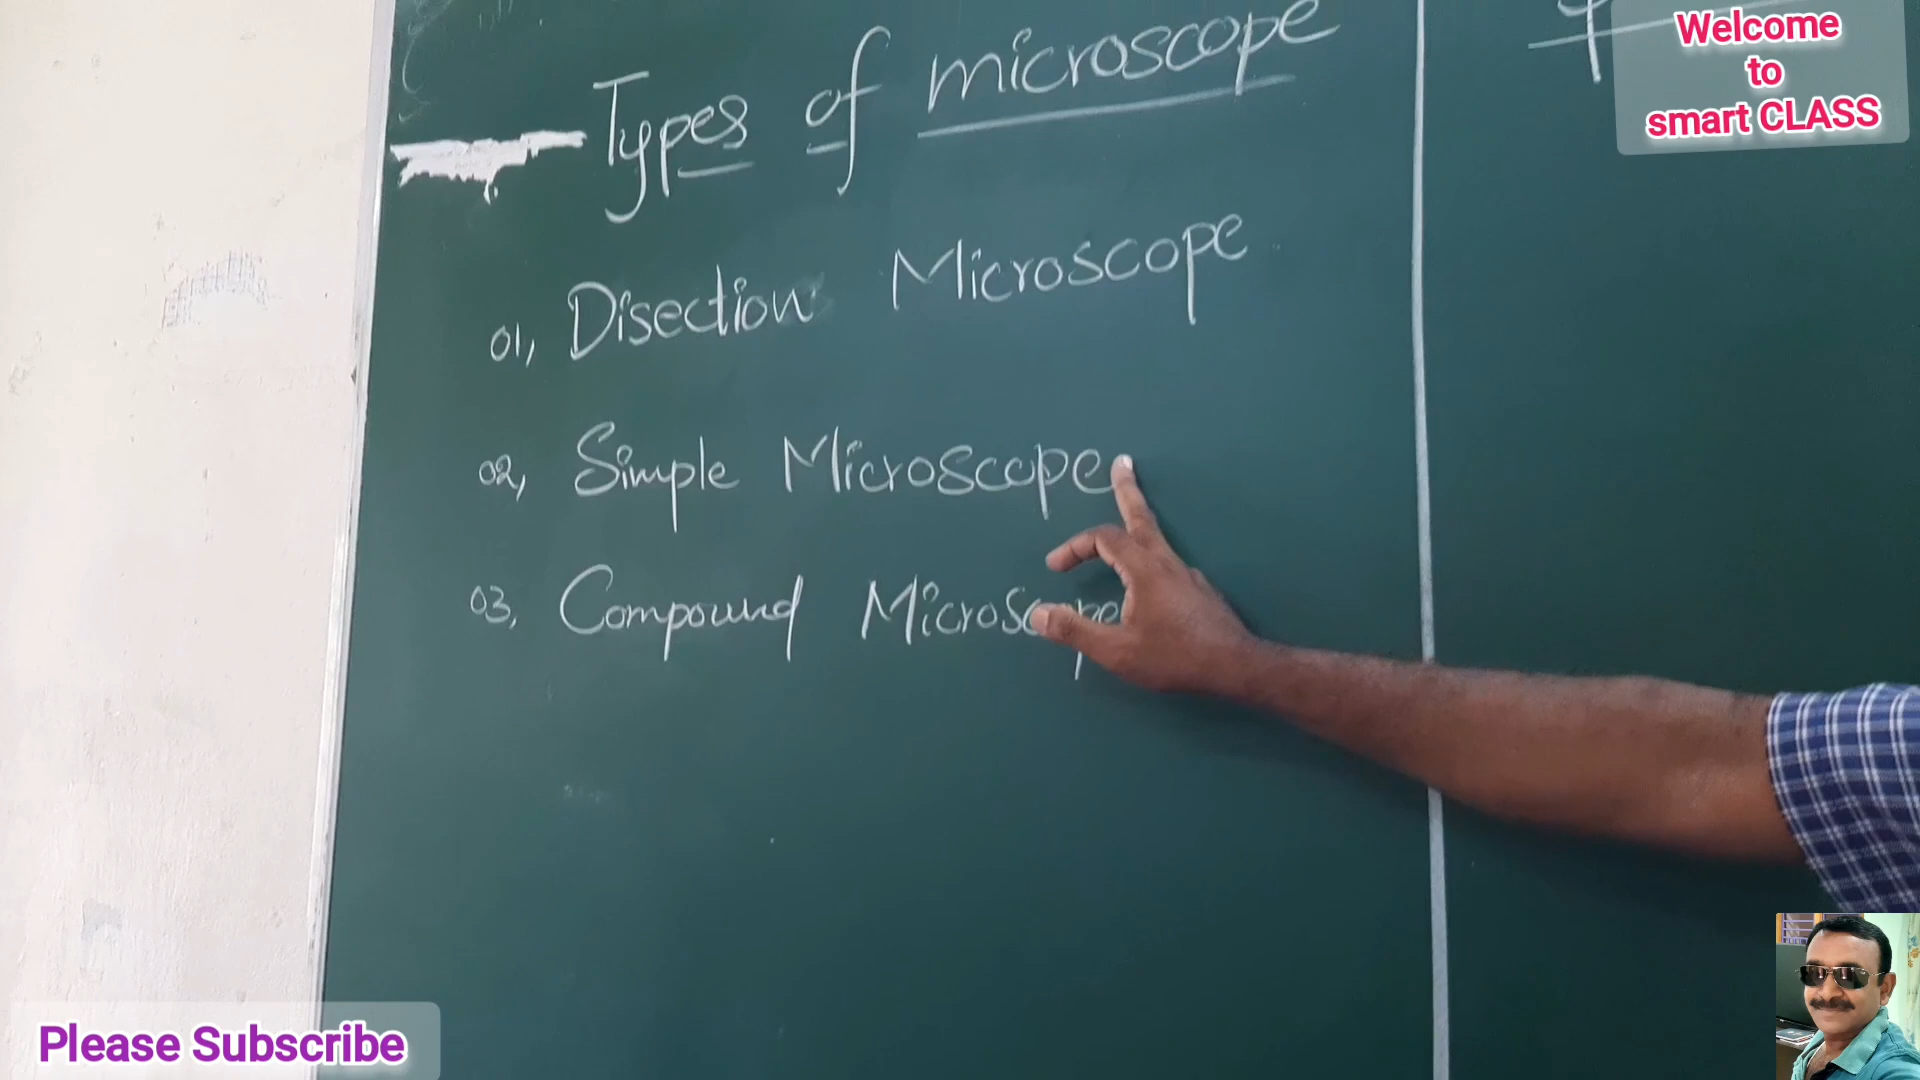 Types of microscope
01, Disection Microscope
02, Simple Microscope
03, Compound Microscope
Welcome
to
smart CLASS
Please Subscribe